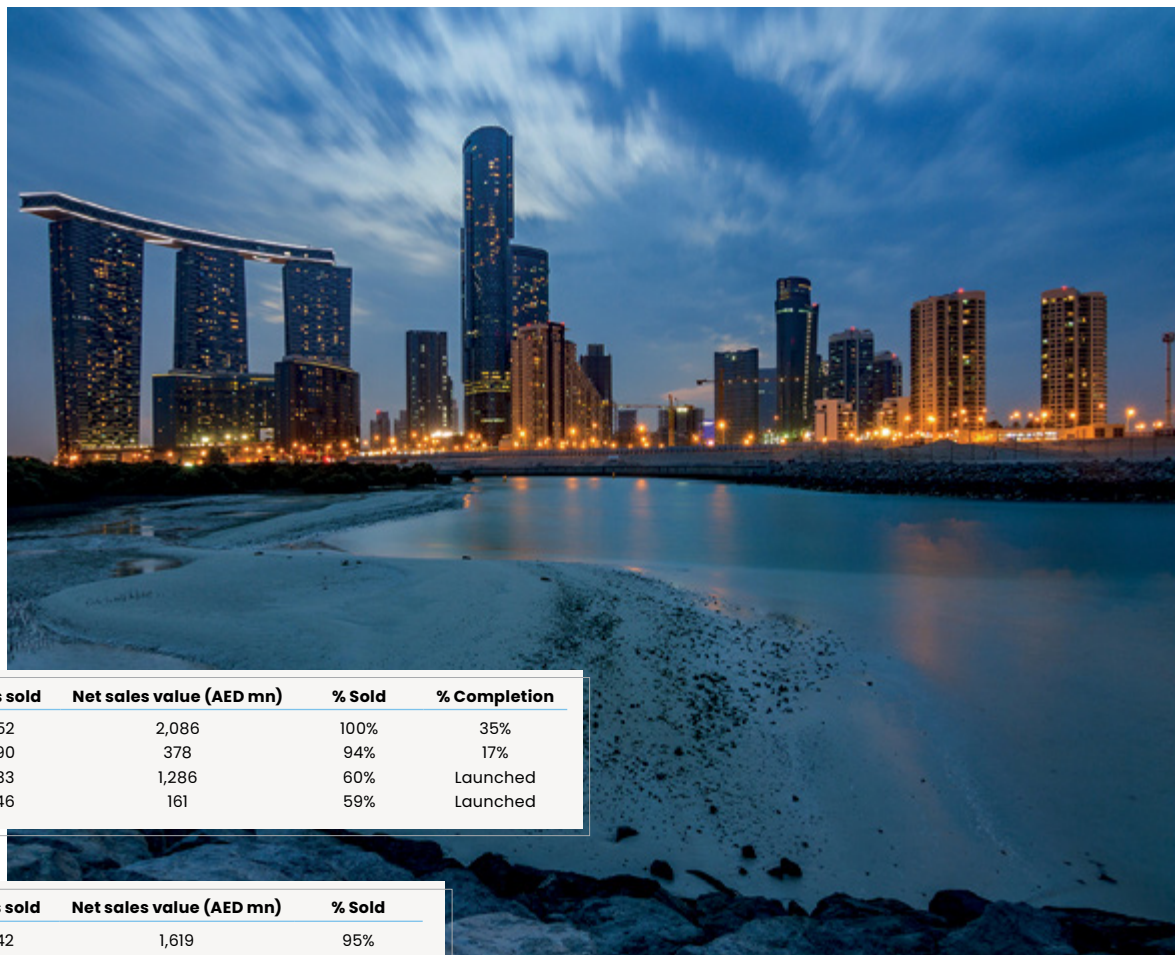 sold Net sales value (AED mn) % Sold % Completion
52 2,086 100% 35%
90 378 94% 17%
33 1,286 60% Launched
46 161 59% Launched
sold Net sales value (AED mn) % Sold
42 1,619 95%